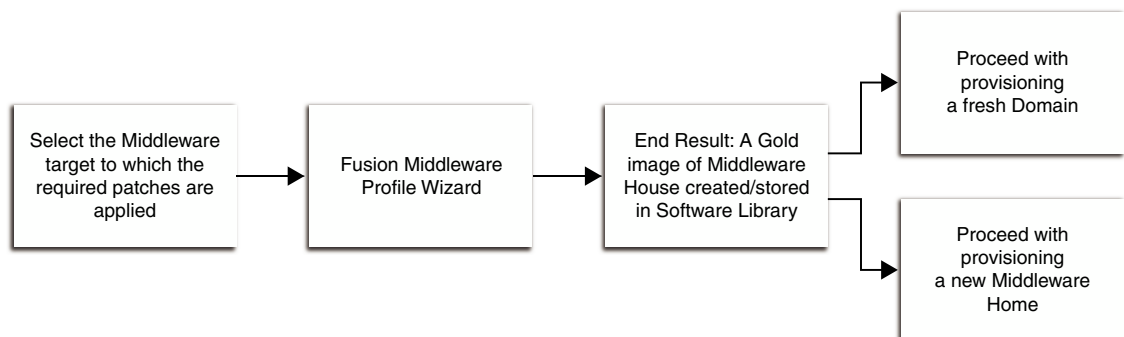 Select the Middleware
target to which the
required patches are
applied
Fusion Middleware
Profile Wizard
End Result: A Gold
image of Middleware
House created/stored
in Software Library
Proceed with
provisioning
a fresh Domain
Proceed with
provisioning
a new Middleware
Home